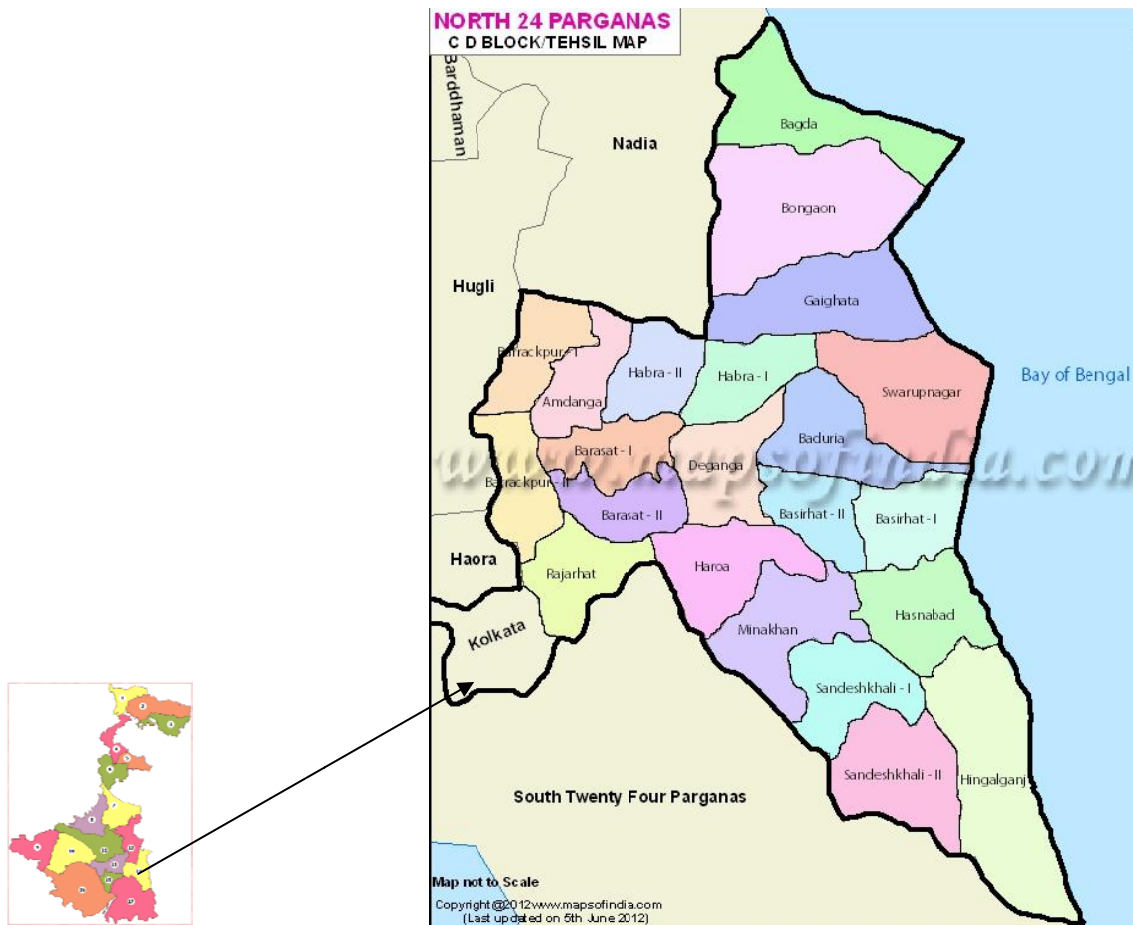 NORTH 24 PARGANAS
C D BLOCK/TEHSIL MAP
Barddhaman
Nadia
Bagda
Bongaon
Hugli
Gaighata
Barrackpur - I
Habra - II
Habra - I
Bay of Bengal
Swarupnagar
Amdanga
Baduria
Barasat - I
Deganga
www.mapsofindia.com
Barrackpur - II
Barasat - II
Basirhat - II
Basirhat - I
Haora
Rajarhat
Haroa
Hasnabad
Kolkata
Minakhan
Sandeshkhali - I
Sandeshkhali - II
Hingalganj
South Twenty Four Parganas
Map not to Scale
Copyright@2012www.mapsofindia.com
(Last updated on 5th June 2012)